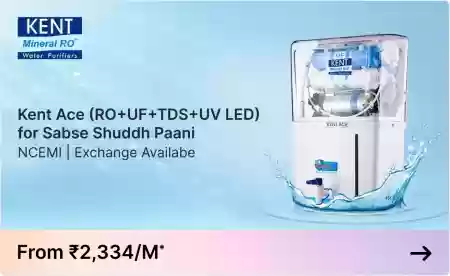 KENT
Mineral RO™
Water Purifiers
Kent Ace (RO+UF+TDS+UV LED)
for Sabse Shuddh Paani
NCEMI | Exchange Availabe
KENT ACE
From ₹2,334/M*